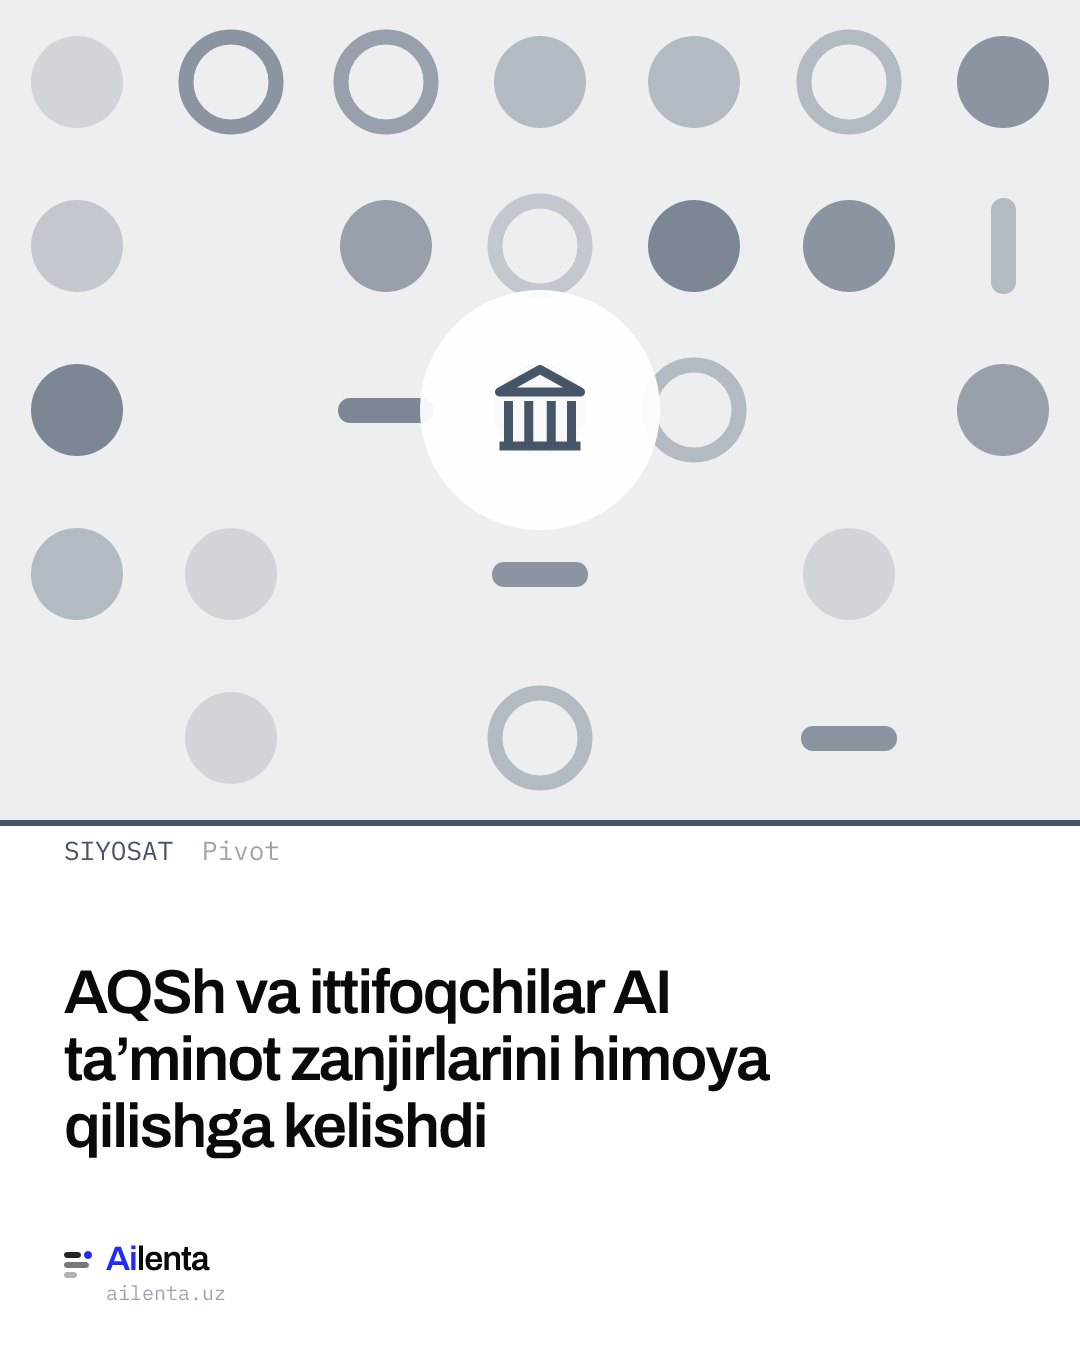 SIYOSAT Pivot
AQSh va ittifoqchilar AI
ta’minot zanjirlarini himoya
qilishga kelishdi
Ailenta
ailenta.uz